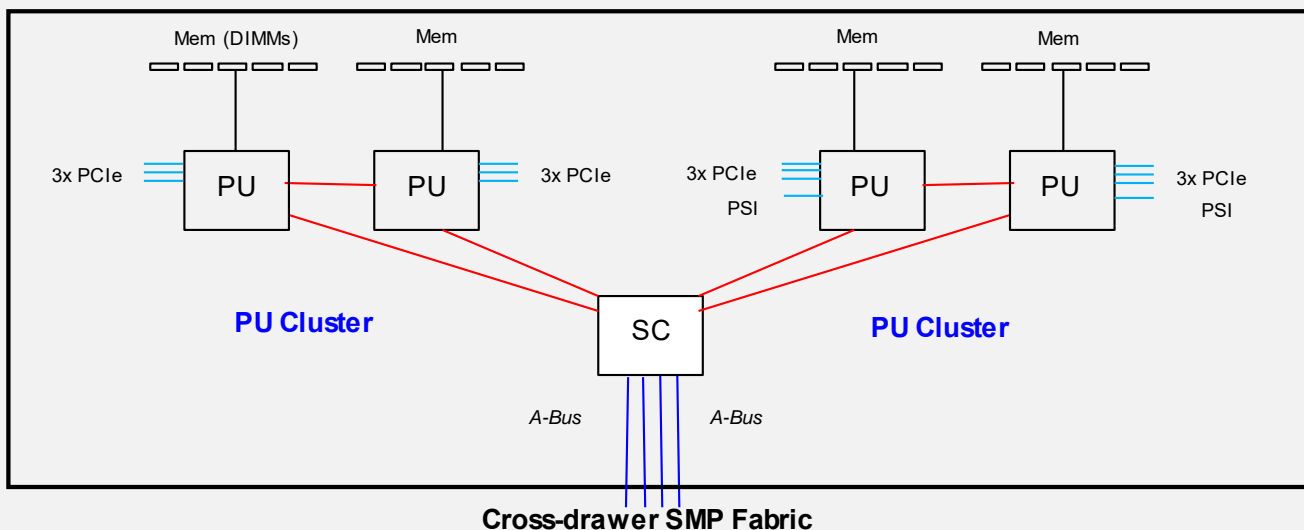 Mem (DIMMs)
Mem
Mem
Mem
3x PCIe
PU
PU
3x PCIe
3x PCIe
PSI
PU
PU
3x PCIe
PSI
PU Cluster
SC
PU Cluster
A-Bus
A-Bus
Cross-drawer SMP Fabric